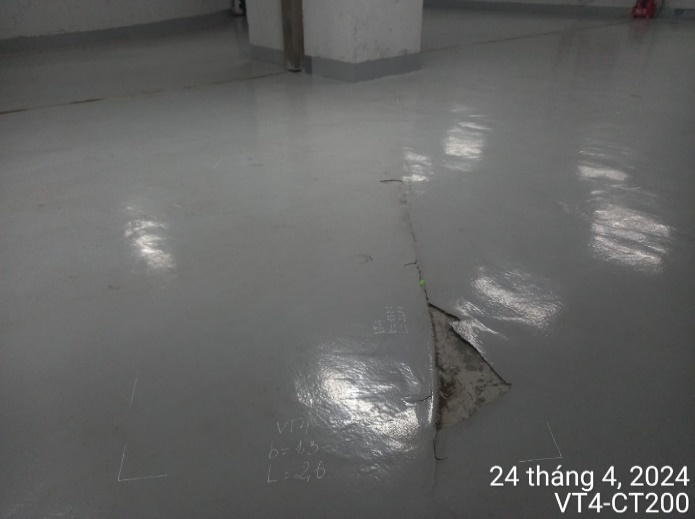 VT4
b = 1,3
L = 2,6
24 tháng 4, 2024
VT4-CT200